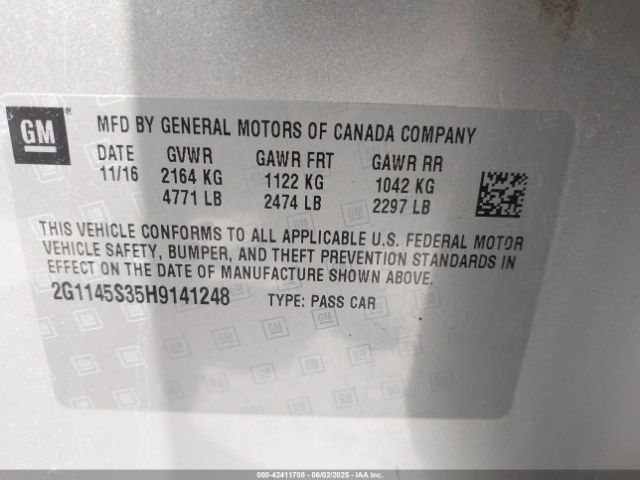 GM
MFD BY GENERAL MOTORS OF CANADA COMPANY
DATE GVWR GAWR FRT GAWR RR
11/16 2164 KG 1122 KG 1042 KG
4771 LB 2474 LB 2297 LB
THIS VEHICLE CONFORMS TO ALL APPLICABLE U.S. FEDERAL MOTOR
VEHICLE SAFETY, BUMPER, AND THEFT PREVENTION STANDARDS IN
EFFECT ON THE DATE OF MANUFACTURE SHOWN ABOVE.
2G1145S35H9141248 TYPE: PASS CAR
000-42411708 - 06/02/2025 - IAA.com